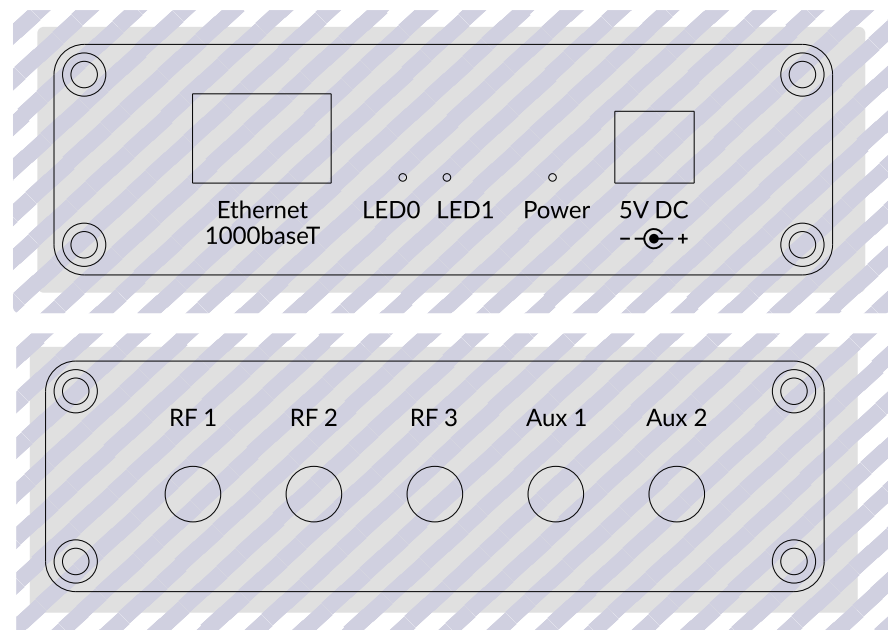 Ethernet
1000baseT
LED0
LED1
Power
5V DC
- +
RF 1
RF 2
RF 3
Aux 1
Aux 2